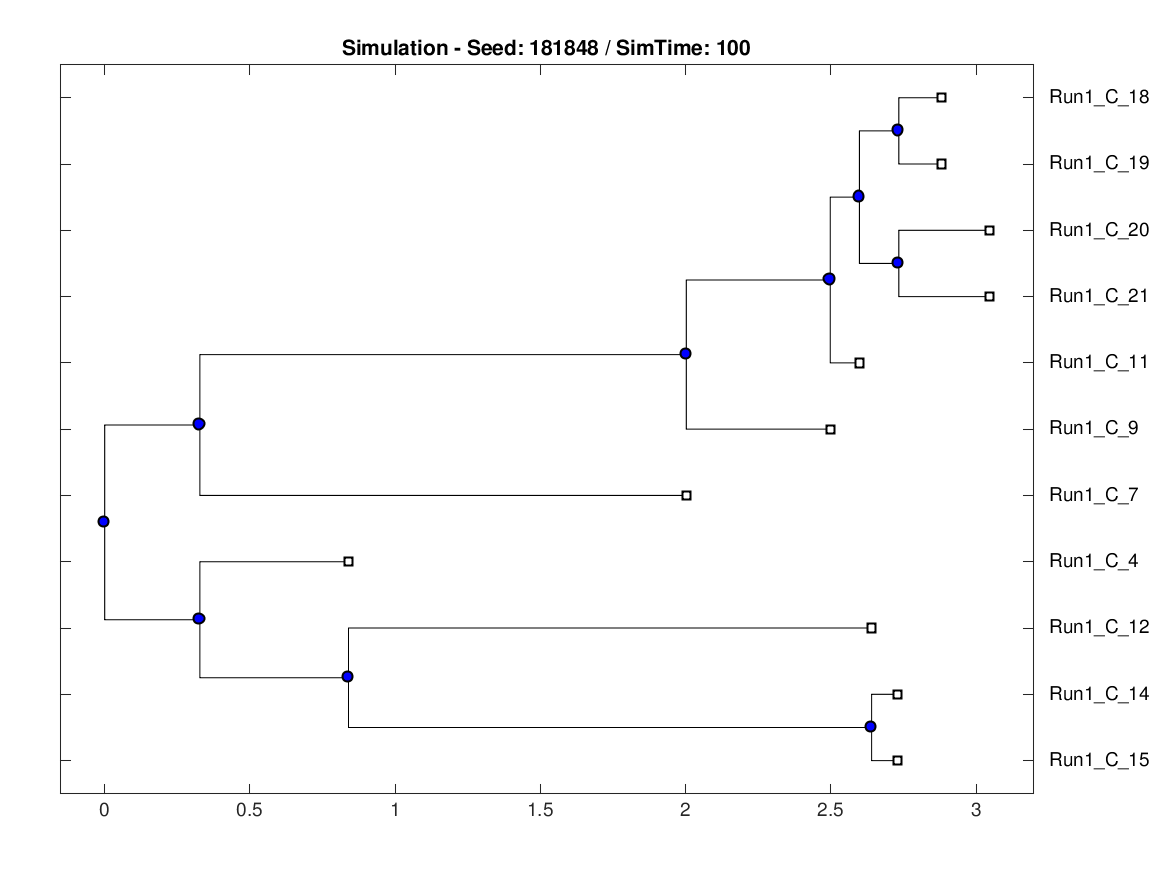 Simulation - Seed: 181848 / SimTime: 100
Run1_C_18
Run1_C_19
Run1_C_20
Run1_C_21
Run1_C_11
Run1_C_9
Run1_C_7
Run1_C_4
Run1_C_12
Run1_C_14
Run1_C_15
0 0.5 1 1.5 2 2.5 3